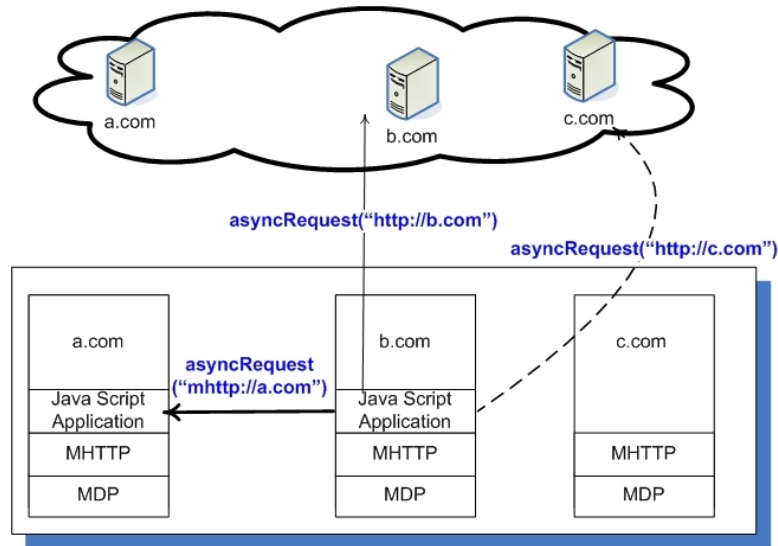 a.com
b.com
c.com
asyncRequest(“http://b.com”)
asyncRequest(“http://c.com”)
a.com
b.com
c.com
asyncRequest
(“mhttp://a.com”)
Java Script
Application
Java Script
Application
MHTTP
MHTTP
MHTTP
MDP
MDP
MDP